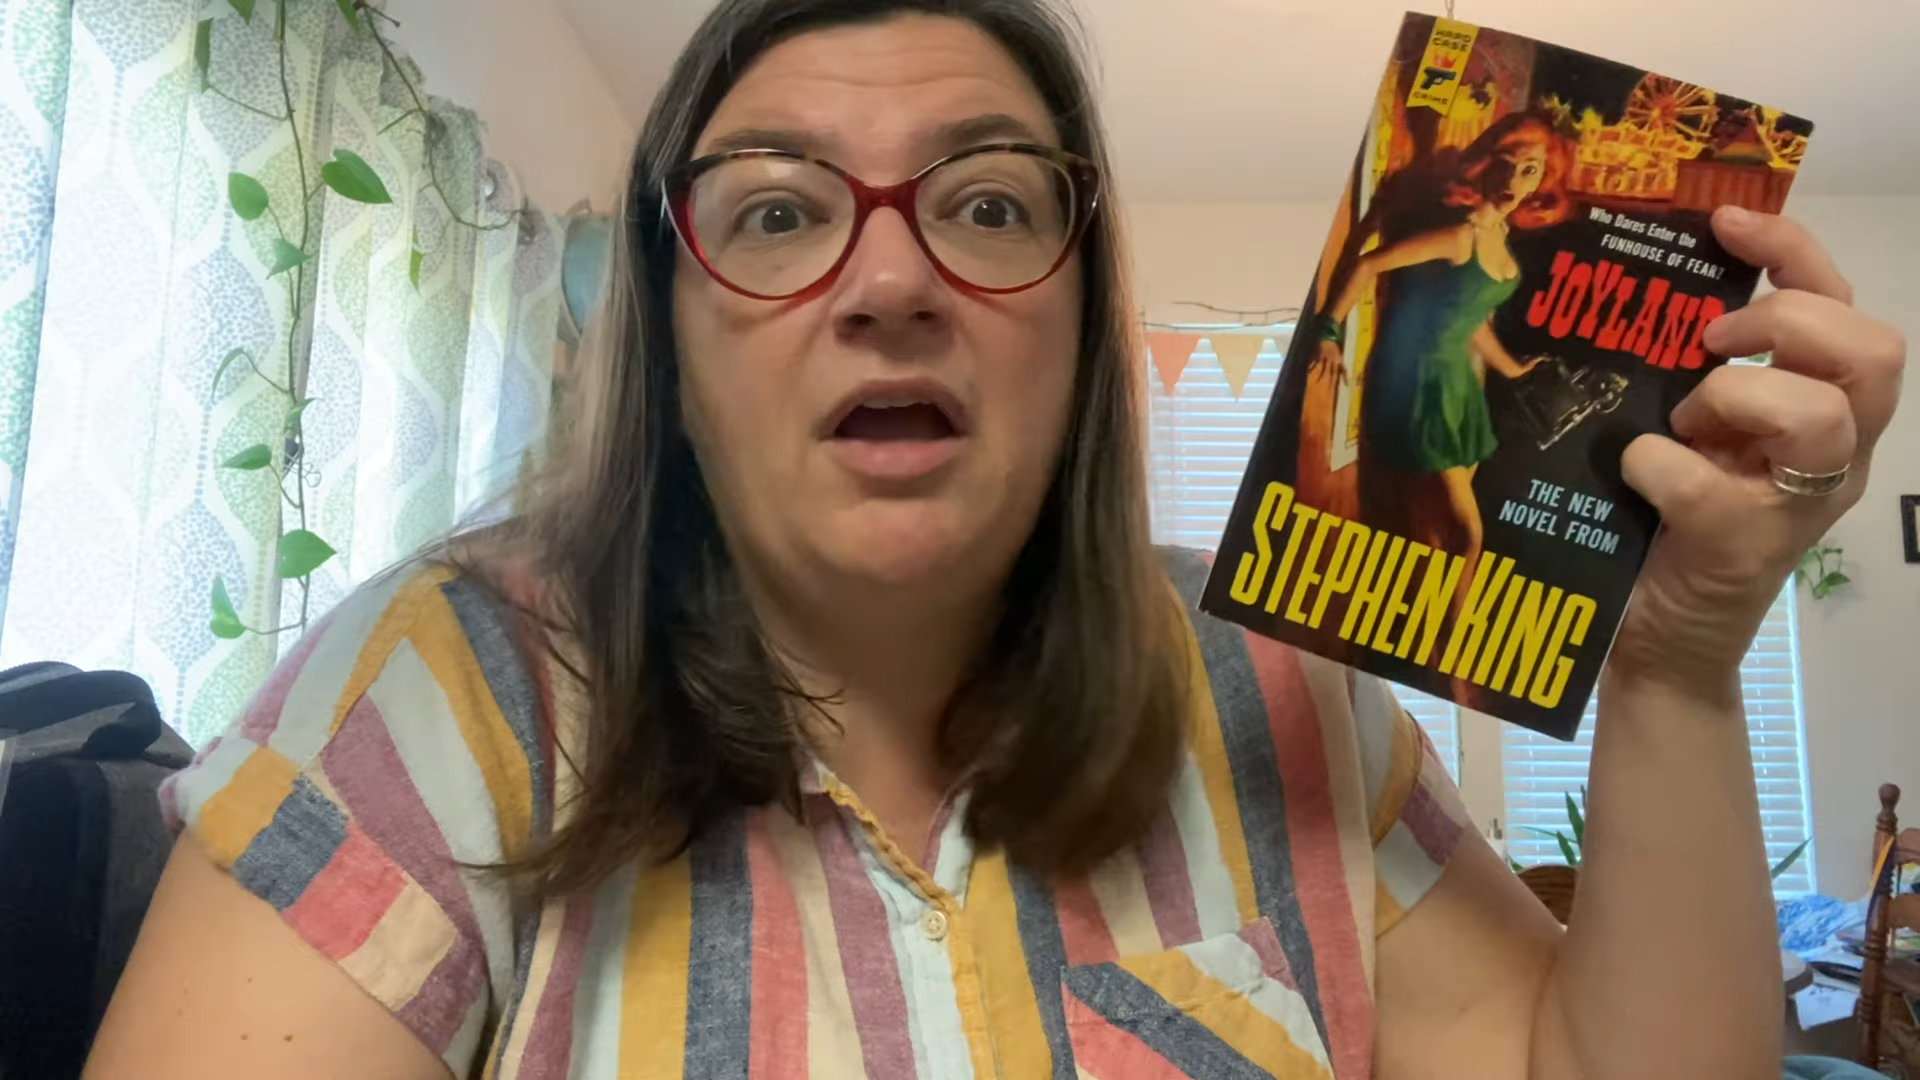 HARD
CASE
CRIME
Who Dares Enter the
FUNHOUSE OF FEAR?
JOYLAND
THE NEW
NOVEL FROM
STEPHEN KING